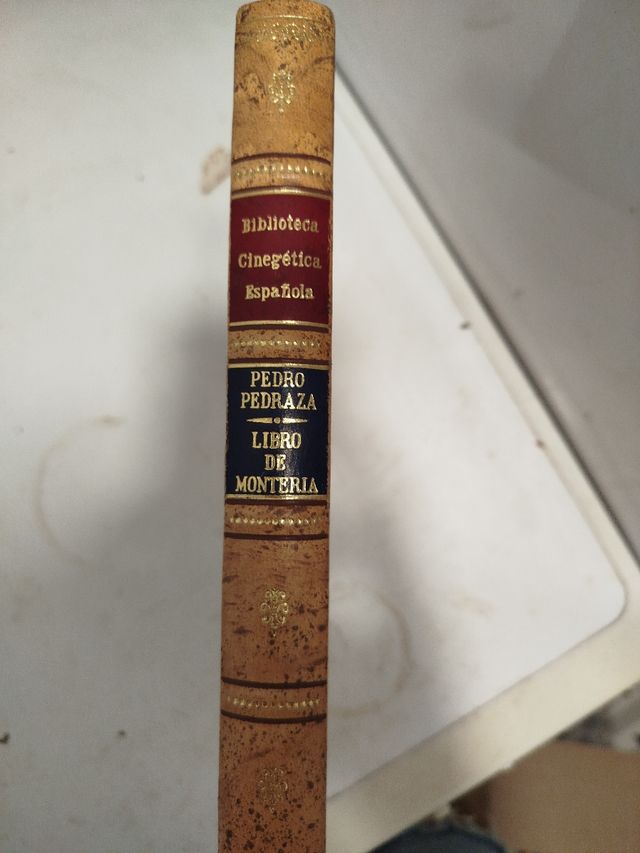 Biblioteca
Cinegética
Española
PEDRO
PEDRAZA
LIBRO
DE
MONTERIA